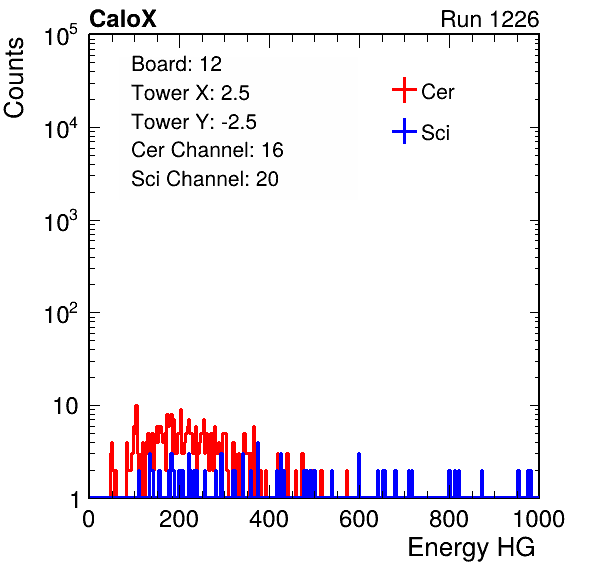 CaloX Run 1226
Counts
10^5
10^4
10^3
10^2
10
1
Board: 12
Tower X: 2.5
Tower Y: -2.5
Cer Channel: 16
Sci Channel: 20
Cer
Sci
0 200 400 600 800 1000
Energy HG